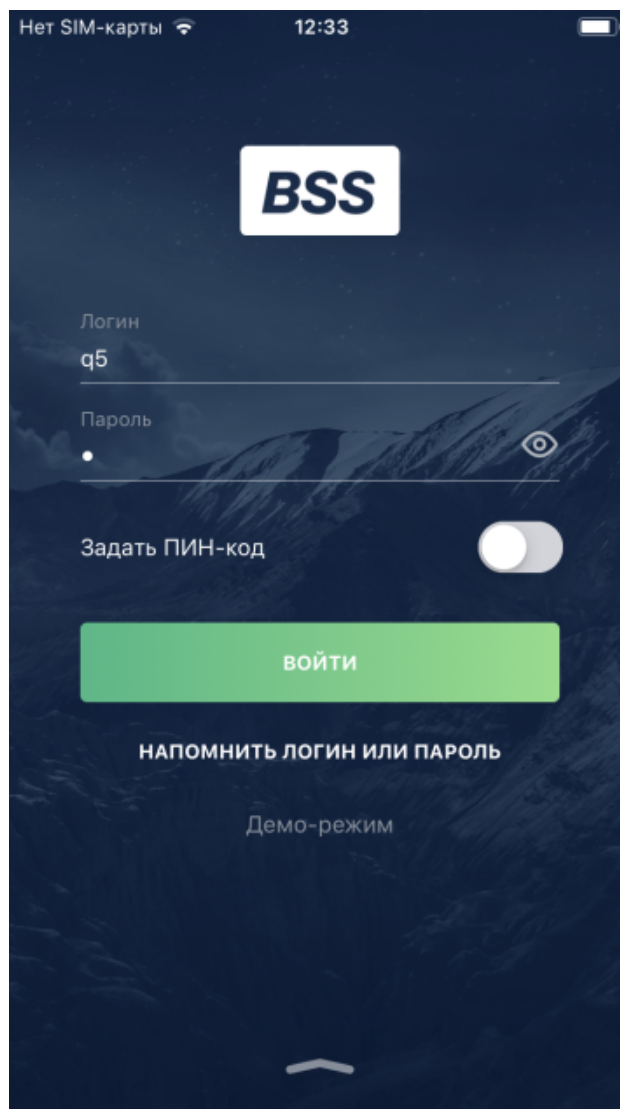 Нет SIM-карты 12:33
BSS
Логин
q5
Пароль
•
Задать ПИН-код
ВОЙТИ
НАПОМНИТЬ ЛОГИН ИЛИ ПАРОЛЬ
Демо-режим